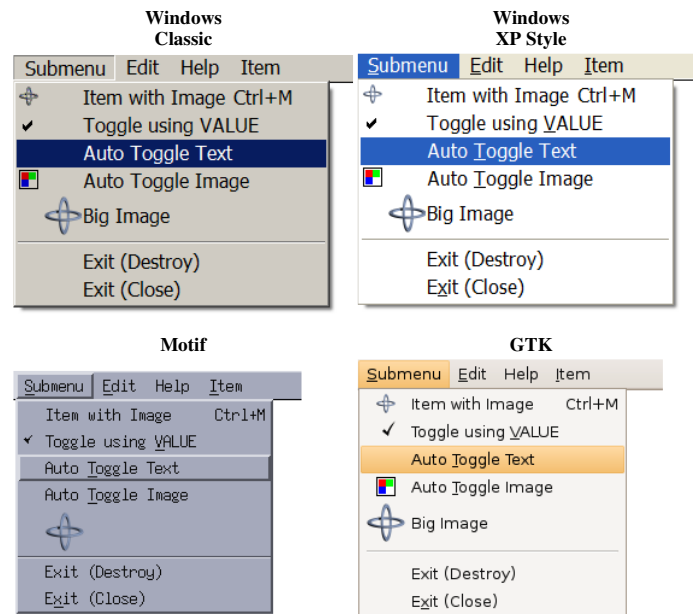 Windows Classic
Submenu Edit Help Item
Item with Image Ctrl+M
Toggle using VALUE
Auto Toggle Text
Auto Toggle Image
Big Image
Exit (Destroy)
Exit (Close)
Windows XP Style
Submenu Edit Help Item
Item with Image Ctrl+M
Toggle using VALUE
Auto Toggle Text
Auto Toggle Image
Big Image
Exit (Destroy)
Exit (Close)
Motif
Submenu Edit Help Item
Item with Image Ctrl+M
Toggle using VALUE
Auto Toggle Text
Auto Toggle Image
Exit (Destroy)
Exit (Close)
GTK
Submenu Edit Help Item
Item with Image Ctrl+M
Toggle using VALUE
Auto Toggle Text
Auto Toggle Image
Big Image
Exit (Destroy)
Exit (Close)